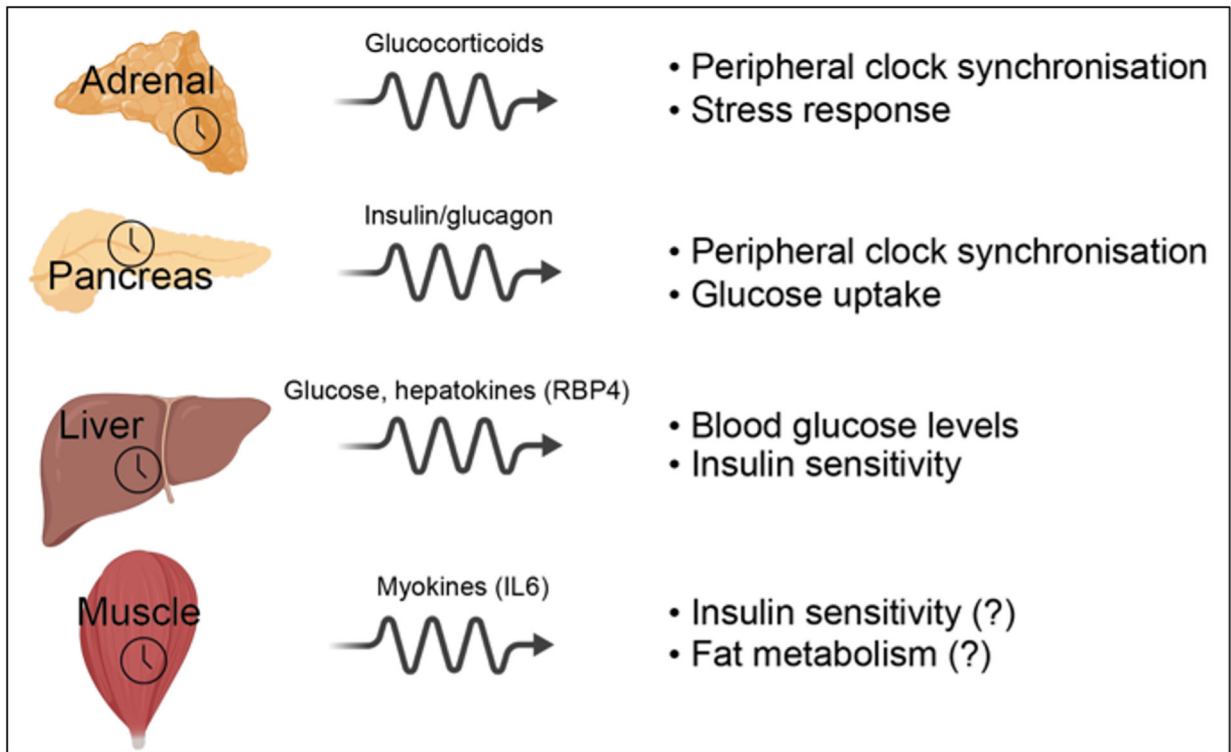 Adrenal
Glucocorticoids
• Peripheral clock synchronisation
• Stress response
Pancreas
Insulin/glucagon
• Peripheral clock synchronisation
• Glucose uptake
Liver
Glucose, hepatokines (RBP4)
• Blood glucose levels
• Insulin sensitivity
Muscle
Myokines (IL6)
• Insulin sensitivity (?)
• Fat metabolism (?)